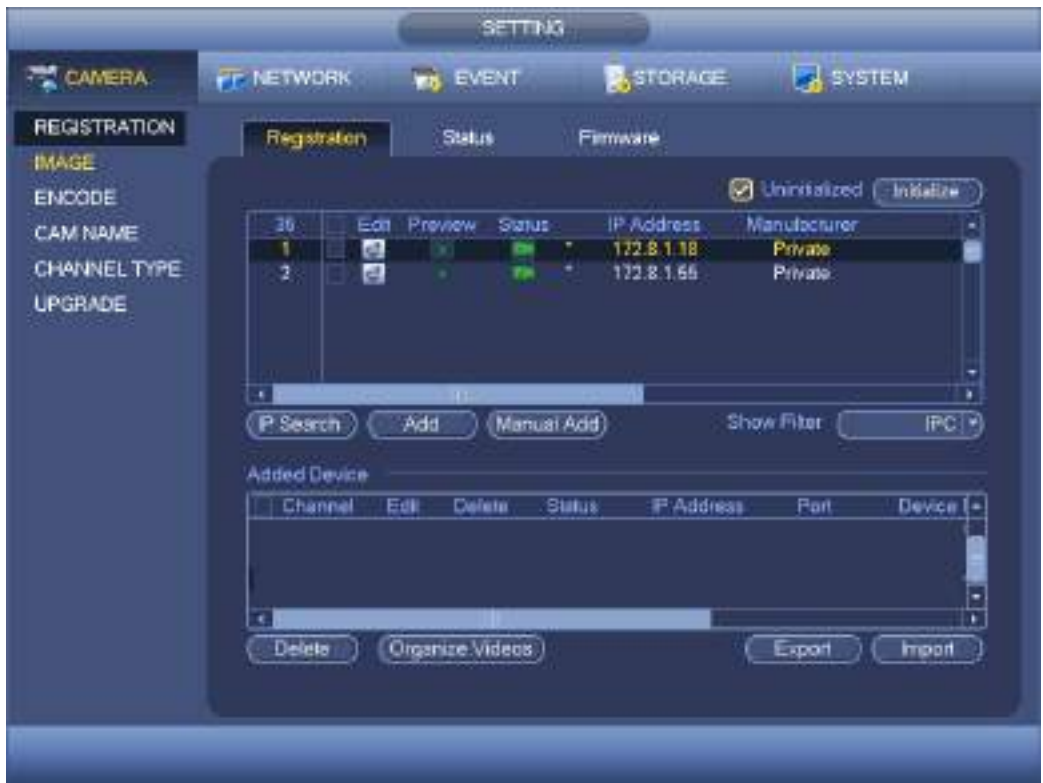 SETTING
CAMERA NETWORK EVENT STORAGE SYSTEM
REGISTRATION
IMAGE
ENCODE
CAM NAME
CHANNEL TYPE
UPGRADE
Registration Status Firmware
Uninitialized Initialize
36 Edit Preview Status IP Address Manufacturer
1 * 172.8.1.18 Private
2 * 172.8.1.66 Private
IP Search Add Manual Add Show Filter IPC
Added Device
Channel Edit Delete Status IP Address Port Device
Delete Organize Videos Export Import